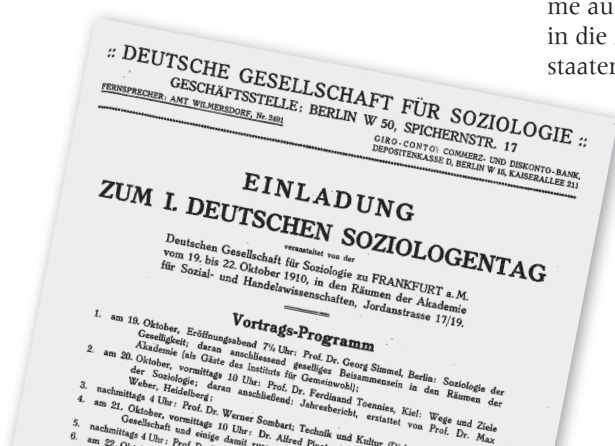 me au
in die
staaten
:: DEUTSCHE GESELLSCHAFT FÜR SOZIOLOGIE ::
GESCHÄFTSSTELLE: BERLIN W 50, SPICHERNSTR. 17
FERNSPRECHER: AMT WILMERSDORF, Nr. 2491
GIRO-CONTO: COMMERZ- UND DISKONTO-BANK,
DEPOSITENKASSE D, BERLIN W 15, KAISERALLEE 211
EINLADUNG
ZUM I. DEUTSCHEN SOZIOLOGENTAG
veranstaltet von der
Deutschen Gesellschaft für Soziologie zu FRANKFURT a. M.
vom 19. bis 22. Oktober 1910, in den Räumen der Akademie
für Sozial- und Handelswissenschaften, Jordanstrasse 17/19.
Vortrags-Programm
1. am 19. Oktober, Eröffnungsabend 7½ Uhr: Prof. Dr. Georg Simmel, Berlin: Soziologie der
Geselligkeit; daran anschliessend geselliges Beisammensein in den Räumen der
Akademie (als Gäste des Instituts für Gemeinwohl);
2. am 20. Oktober, vormittags 10 Uhr: Prof. Dr. Ferdinand Toennies, Kiel: Wege und Ziele
der Soziologie; daran anschließend: Jahresbericht, erstattet von Prof. Dr. Max
Weber, Heidelberg;
3. nachmittags 4 Uhr: Prof. Dr. Werner Sombart: Technik und Kultur
4. am 21. Oktober, vormittags 10 Uhr: Dr. Alfred
Gesellschaft und einige damit
5. nachmittags 4 Uhr: Prof.
6. am 22.